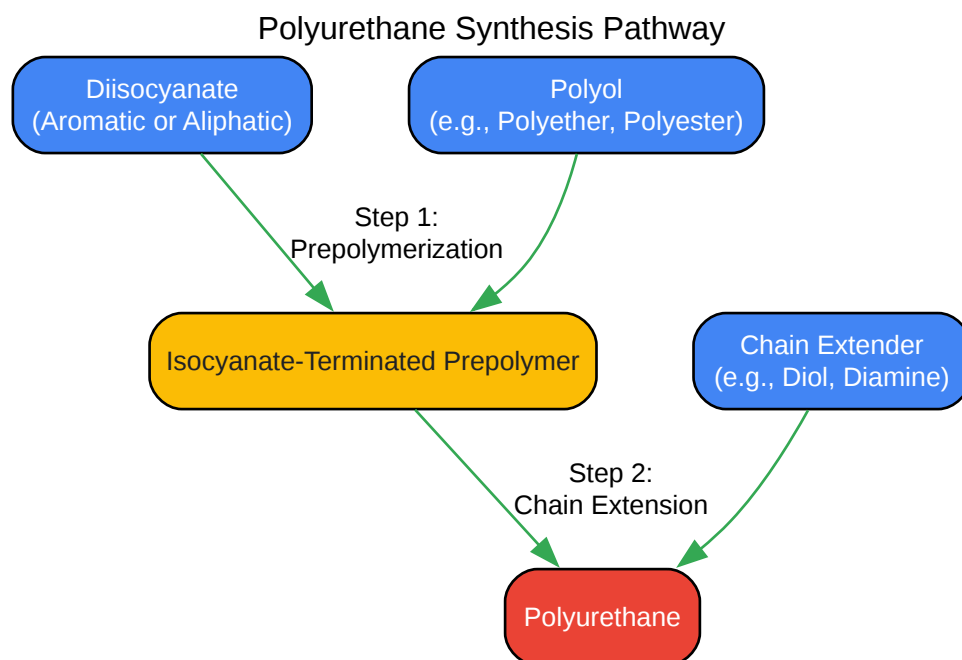 Polyurethane Synthesis Pathway
Diisocyanate
(Aromatic or Aliphatic)
Polyol
(e.g., Polyether, Polyester)
Step 1:
Prepolymerization
Isocyanate-Terminated Prepolymer
Chain Extender
(e.g., Diol, Diamine)
Step 2:
Chain Extension
Polyurethane